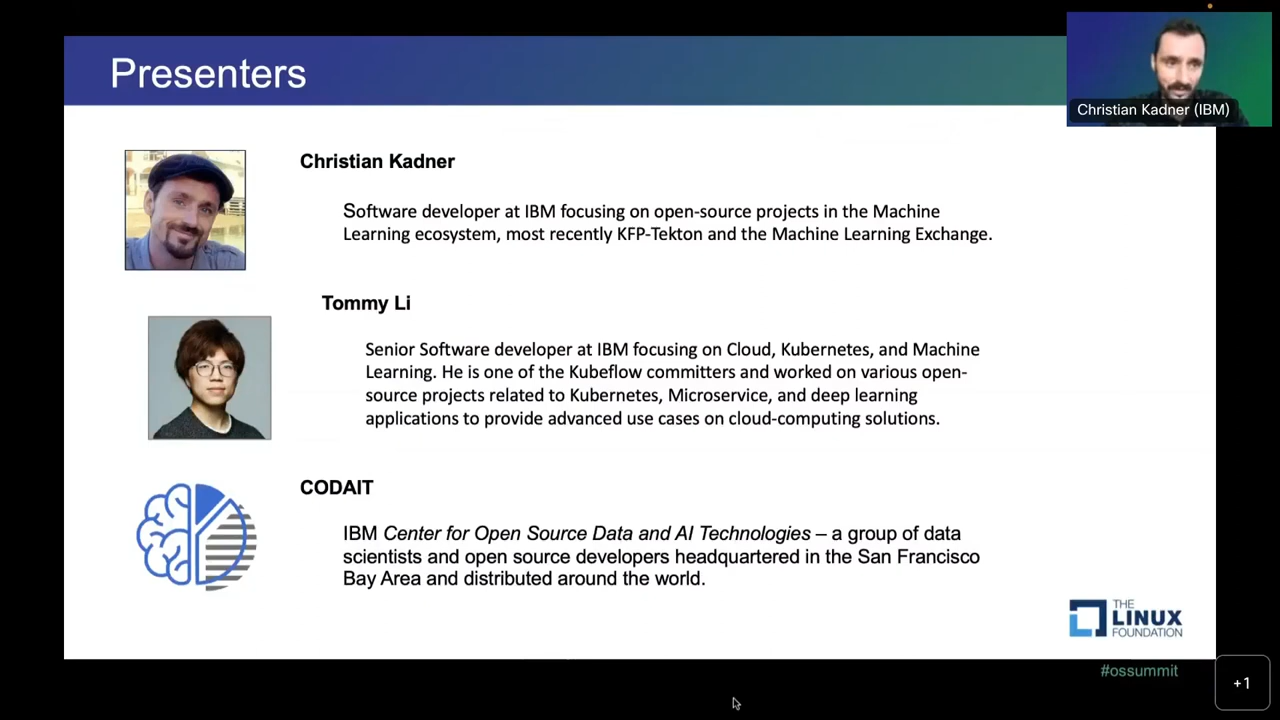 Presenters
Christian Kadner (IBM)
Christian Kadner
Software developer at IBM focusing on open-source projects in the Machine
Learning ecosystem, most recently KFP-Tekton and the Machine Learning Exchange.
Tommy Li
Senior Software developer at IBM focusing on Cloud, Kubernetes, and Machine
Learning. He is one of the Kubeflow committers and worked on various open-
source projects related to Kubernetes, Microservice, and deep learning
applications to provide advanced use cases on cloud-computing solutions.
CODAIT
IBM Center for Open Source Data and AI Technologies – a group of data
scientists and open source developers headquartered in the San Francisco
Bay Area and distributed around the world.
THE
LINUX
FOUNDATION
#ossummit
+1